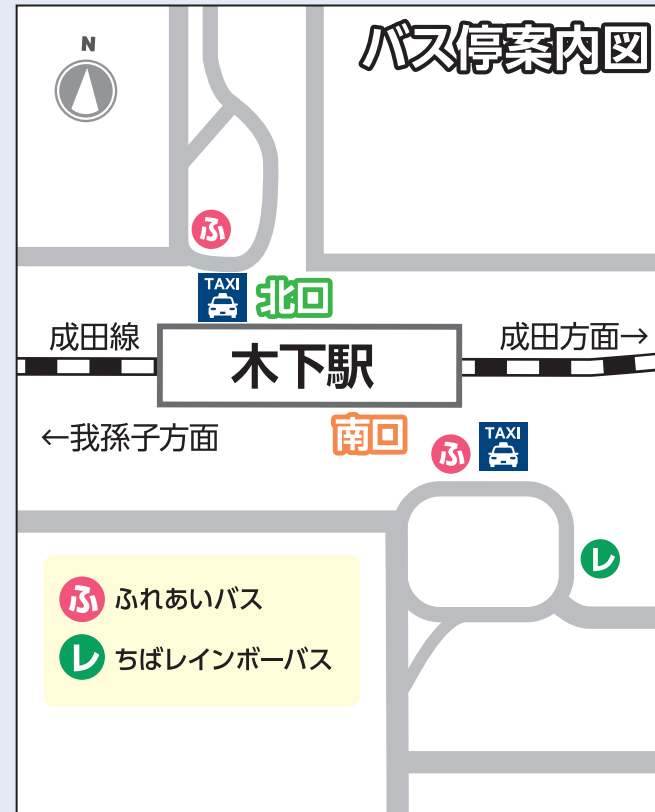 バス停案内図
N
ふ
TAXI
北口
成田線
木下駅
成田方面→
←我孫子方面
南口
ふ
TAXI
レ
ふ ふれあいバス
レ ちばレインボーバス